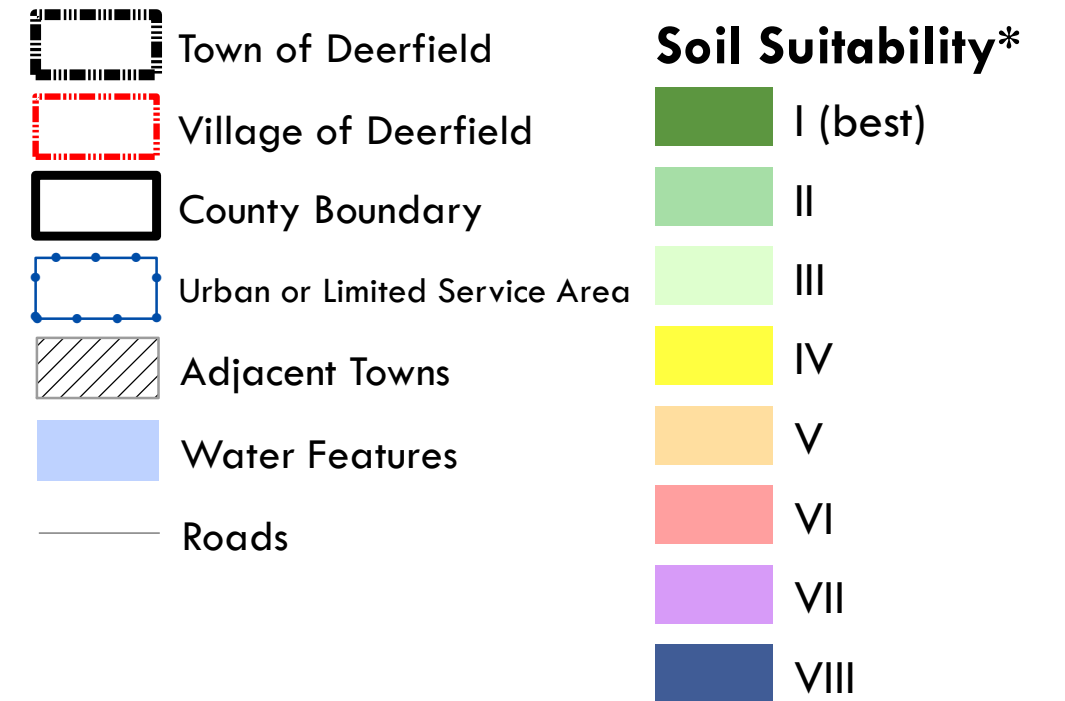 Town of Deerfield
Village of Deerfield
County Boundary
Urban or Limited Service Area
Adjacent Towns
Water Features
Roads
Soil Suitability*
I (best)
II
III
IV
V
VI
VII
VIII